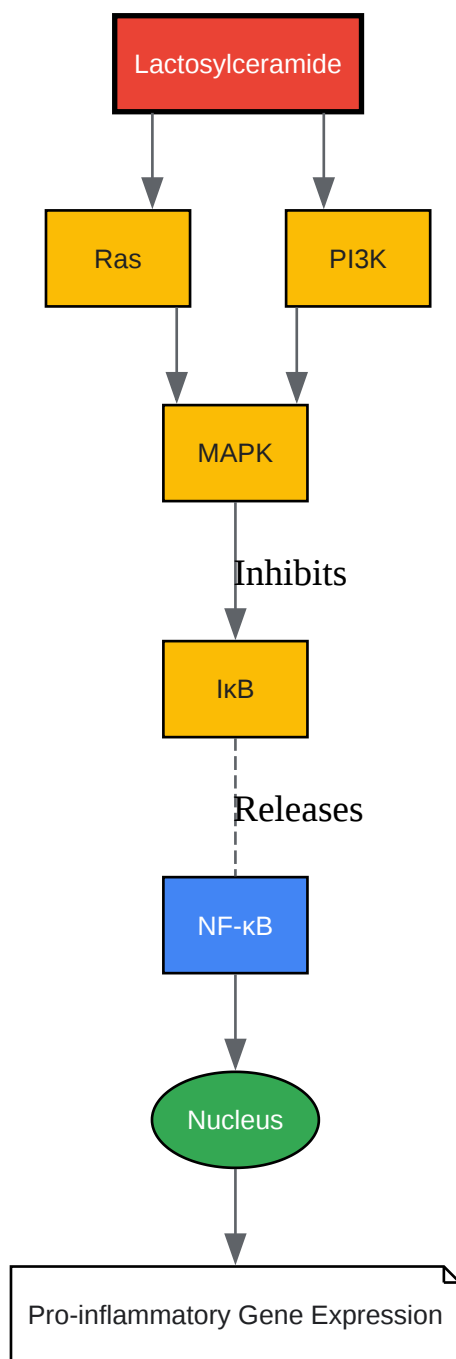 Lactosylceramide
Ras
PI3K
MAPK
Inhibits
IκB
Releases
NF-κB
Nucleus
Pro-inflammatory Gene Expression